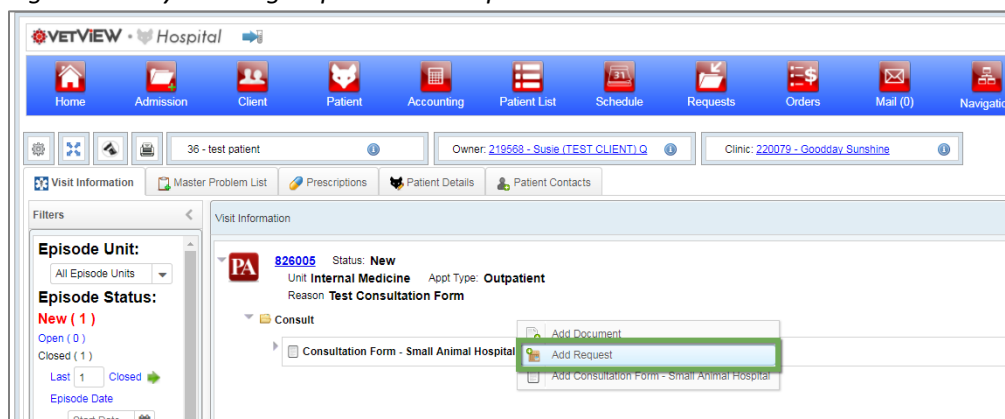 VETVIEW · Hospital
Home Admission Client Patient Accounting Patient List Schedule Requests Orders Mail (0)
36 - test patient Owner: 219568 - Susie (TEST CLIENT) Q Clinic: 220079 - Goodday Sunshine
Visit Information Master Problem List Prescriptions Patient Details Patient Contacts
Filters
Visit Information
Episode Unit:
All Episode Units
Episode Status:
New ( 1 )
Open ( 0 )
Closed ( 1 )
Last 1 Closed
Episode Date
Start Date
PA 826005 Status: New
Unit Internal Medicine Appt Type: Outpatient
Reason Test Consultation Form
Consult
Consultation Form - Small Animal Hospital
Add Document
Add Request
Add Consultation Form - Small Animal Hospital